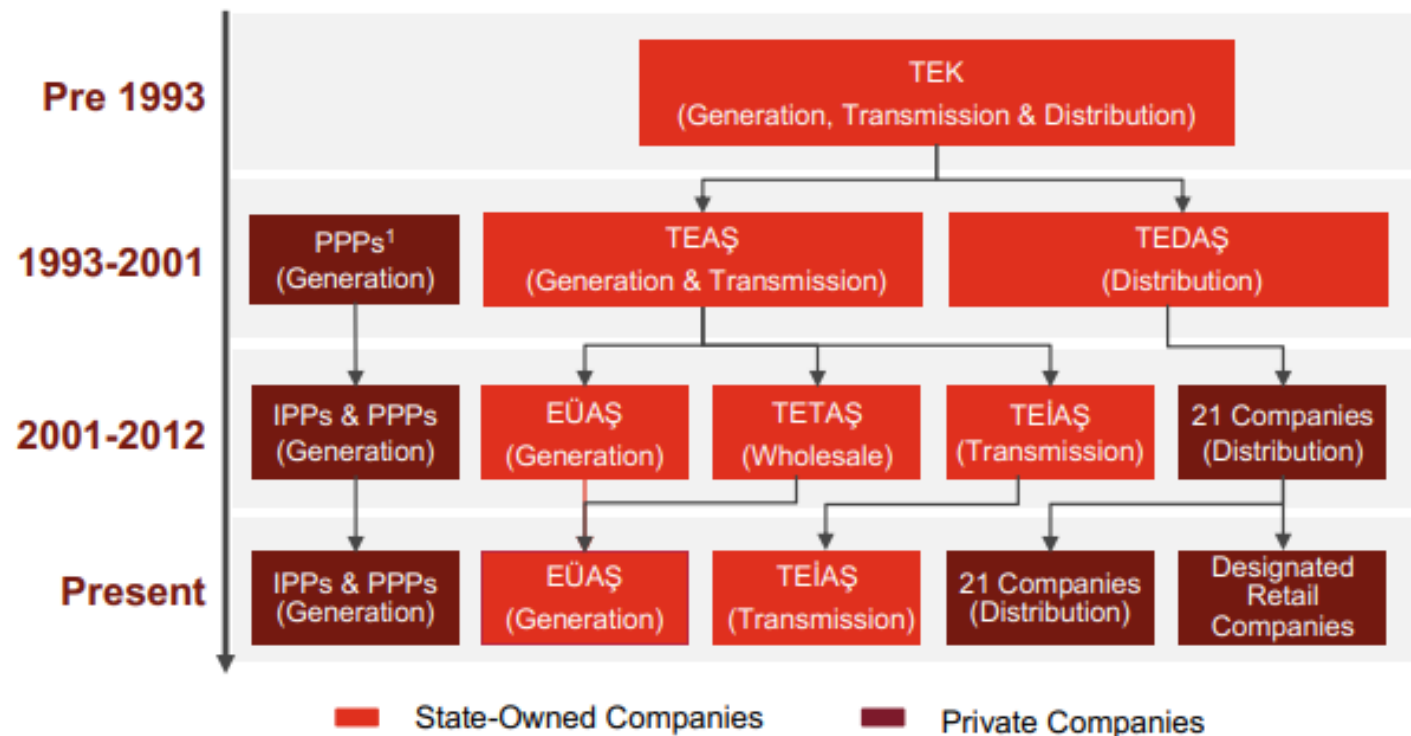 Pre 1993
TEK
(Generation, Transmission & Distribution)
1993-2001
PPPs¹
(Generation)
TEAŞ
(Generation & Transmission)
TEDAŞ
(Distribution)
2001-2012
IPPs & PPPs
(Generation)
EÜAŞ
(Generation)
TETAŞ
(Wholesale)
TEİAŞ
(Transmission)
21 Companies
(Distribution)
Present
IPPs & PPPs
(Generation)
EÜAŞ
(Generation)
TEİAŞ
(Transmission)
21 Companies
(Distribution)
Designated
Retail
Companies
State-Owned Companies
Private Companies